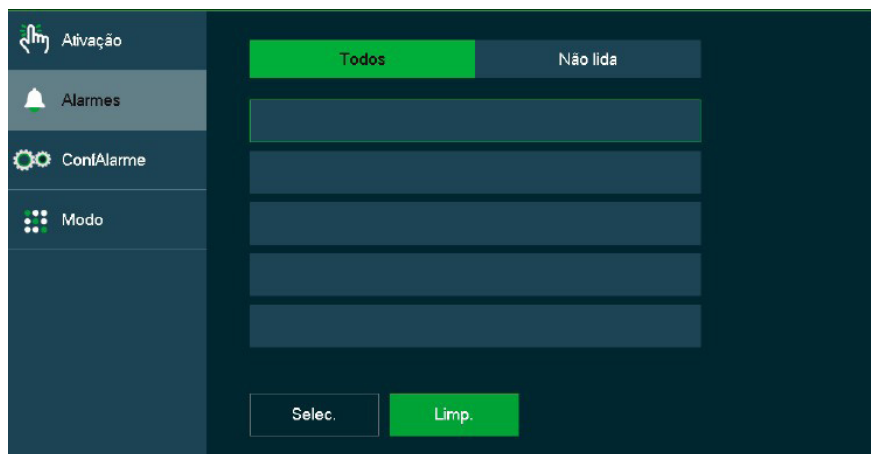 Ativação
Alarmes
ConfAlarme
Modo
Todos
Não lida
Selec.
Limp.